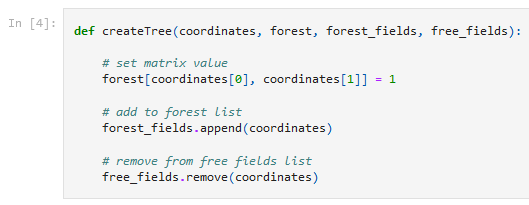 In [4]:
def createTree(coordinates, forest, forest_fields, free_fields):
# set matrix value
forest[coordinates[0], coordinates[1]] = 1
# add to forest list
forest_fields.append(coordinates)
# remove from free fields list
free_fields.remove(coordinates)